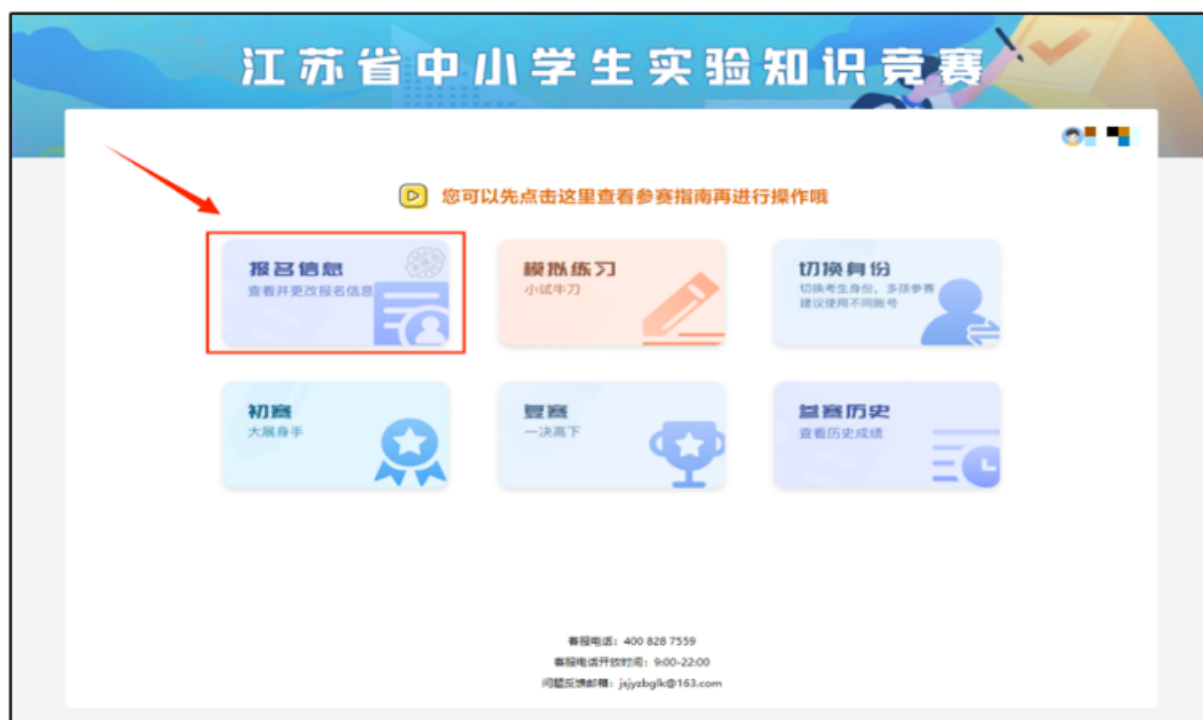 江苏省中小学生实验知识竞赛
您可以先点击这里查看参赛指南再进行操作哦
报名信息
查看并更改报名信息
模拟练习
小试牛刀
切换身份
切换考生身份，多孩参赛
建议使用不同账号
初赛
大展身手
复赛
一决高下
参赛历史
查看历史成绩
客服电话：400 828 7559
客服电话开放时间：9:00-22:00
问题反馈邮箱：jsjyzbglk@163.com